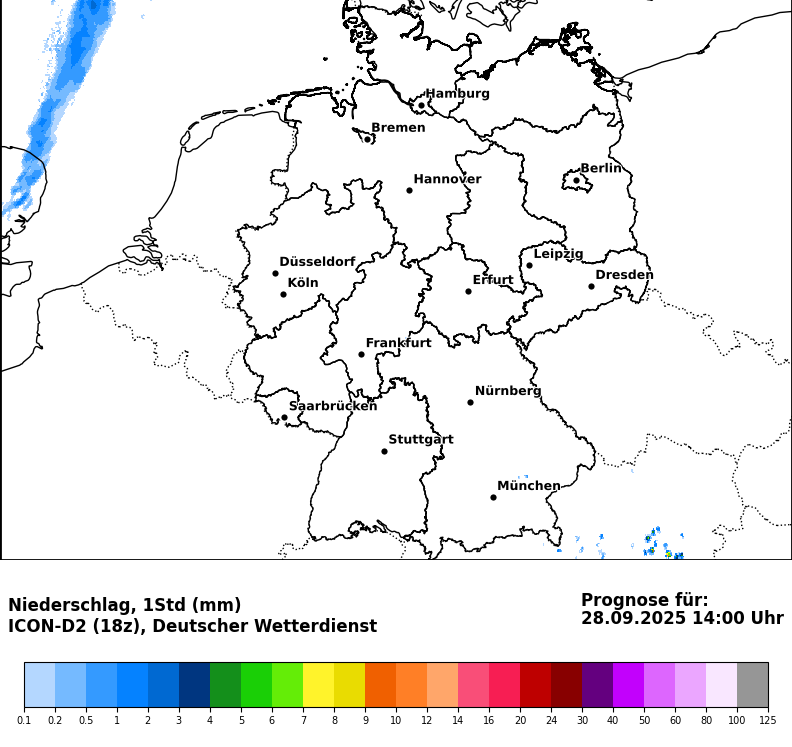 Hamburg
Bremen
Berlin
Hannover
Leipzig
Düsseldorf
Dresden
Köln
Erfurt
Frankfurt
Nürnberg
Saarbrücken
Stuttgart
München
Niederschlag, 1Std (mm)
ICON-D2 (18z), Deutscher Wetterdienst
Prognose für:
28.09.2025 14:00 Uhr
0.1 0.2 0.5 1 2 3 4 5 6 7 8 9 10 12 14 16 20 24 30 40 50 60 80 100 125